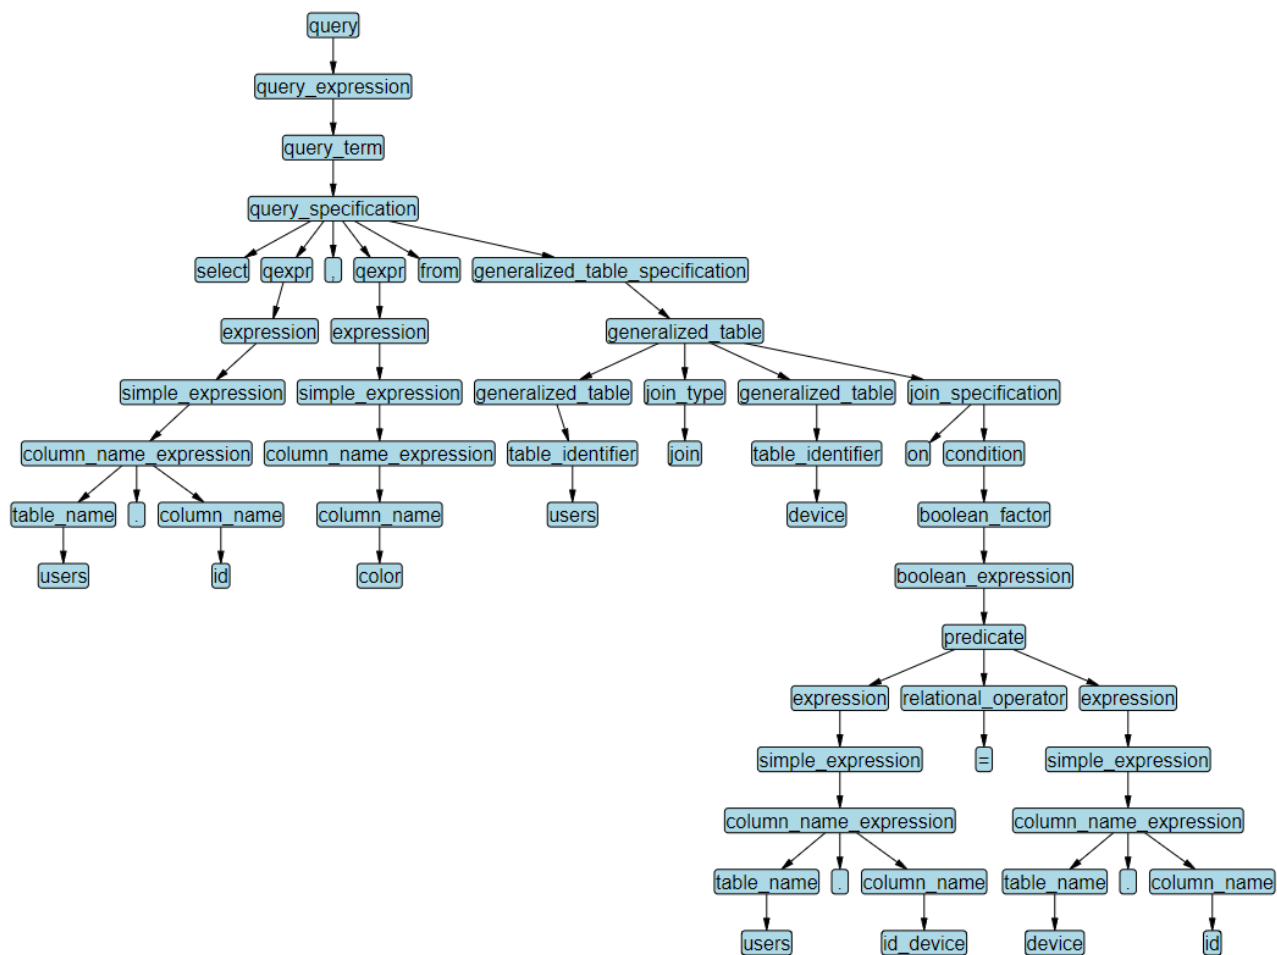 query
query_expression
query_term
query_specification
select qexpr , qexpr from generalized_table_specification
expression expression generalized_table
simple_expression simple_expression generalized_table join_type generalized_table join_specification
column_name_expression column_name_expression table_identifier join table_identifier on condition
table_name . column_name column_name users device boolean_factor
users id color boolean_expression
predicate
expression relational_operator expression
simple_expression = simple_expression
column_name_expression column_name_expression
table_name . column_name table_name . column_name
users id_device device id